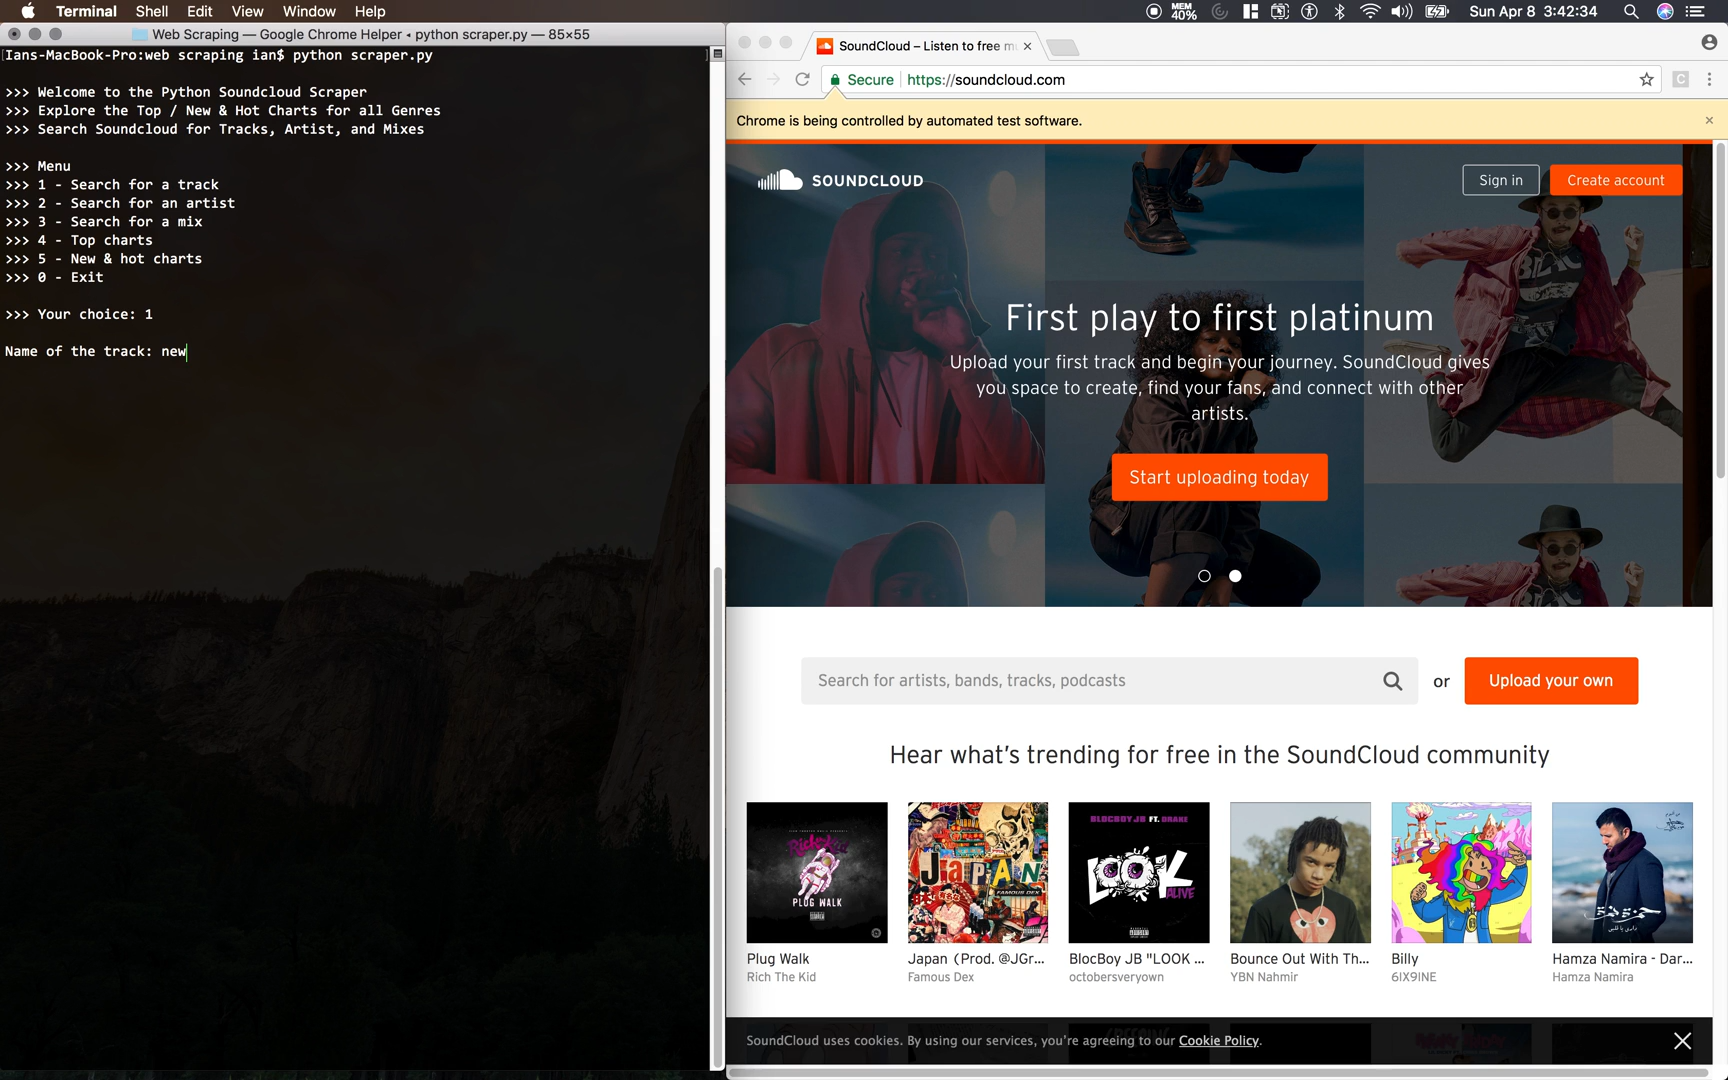 Terminal Shell Edit View Window Help
MEM 40%
Sun Apr 8 3:42:34
Web Scraping — Google Chrome Helper ◂ python scraper.py — 85×55
Ians-MacBook-Pro:web scraping ian$ python scraper.py
>>> Welcome to the Python Soundcloud Scraper
>>> Explore the Top / New & Hot Charts for all Genres
>>> Search Soundcloud for Tracks, Artist, and Mixes
>>> Menu
>>> 1 - Search for a track
>>> 2 - Search for an artist
>>> 3 - Search for a mix
>>> 4 - Top charts
>>> 5 - New & hot charts
>>> 0 - Exit
>>> Your choice: 1
Name of the track: new
SoundCloud – Listen to free m
Secure https://soundcloud.com
Chrome is being controlled by automated test software.
SOUNDCLOUD
Sign in
Create account
First play to first platinum
Upload your first track and begin your journey. SoundCloud gives
you space to create, find your fans, and connect with other
artists.
Start uploading today
Search for artists, bands, tracks, podcasts
or
Upload your own
Hear what's trending for free in the SoundCloud community
PLUG WALK
JAPAN
FAMOUS DEX
BLOCBOY JB FT. DRAKE
LOOK
ALIVE
Plug Walk
Rich The Kid
Japan (Prod. @JGr...
Famous Dex
BlocBoy JB "LOOK ...
octobersveryown
Bounce Out With Th...
YBN Nahmir
Billy
6IX9INE
Hamza Namira - Dar...
Hamza Namira
SoundCloud uses cookies. By using our services, you're agreeing to our Cookie Policy.